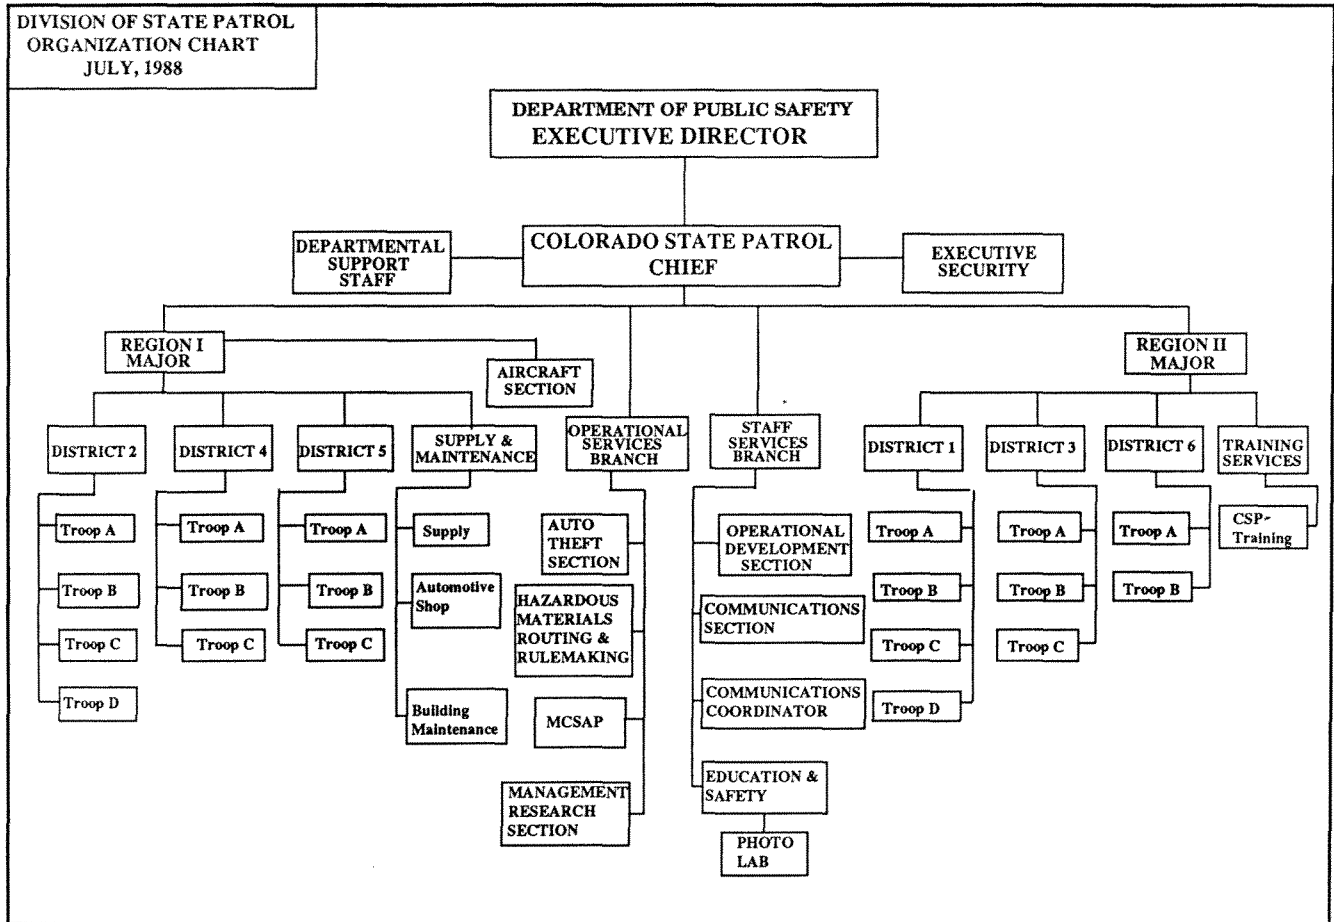 DIVISION OF STATE PATROL
ORGANIZATION CHART
JULY, 1988
DEPARTMENT OF PUBLIC SAFETY
EXECUTIVE DIRECTOR
DEPARTMENTAL
SUPPORT
STAFF
COLORADO STATE PATROL
CHIEF
EXECUTIVE
SECURITY
REGION I
MAJOR
AIRCRAFT
SECTION
REGION II
MAJOR
DISTRICT 2
DISTRICT 4
DISTRICT 5
SUPPLY &
MAINTENANCE
OPERATIONAL
SERVICES
BRANCH
STAFF
SERVICES
BRANCH
DISTRICT 1
DISTRICT 3
DISTRICT 6
TRAINING
SERVICES
Troop A
Troop B
Troop C
Troop D
Troop A
Troop B
Troop C
Troop A
Troop B
Troop C
Supply
Automotive
Shop
Building
Maintenance
AUTO
THEFT
SECTION
HAZARDOUS
MATERIALS
ROUTING &
RULEMAKING
MCSAP
MANAGEMENT
RESEARCH
SECTION
OPERATIONAL
DEVELOPMENT
SECTION
COMMUNICATIONS
SECTION
COMMUNICATIONS
COORDINATOR
EDUCATION &
SAFETY
PHOTO
LAB
Troop A
Troop B
Troop C
Troop D
Troop A
Troop B
Troop C
Troop A
Troop B
CSP-
Training